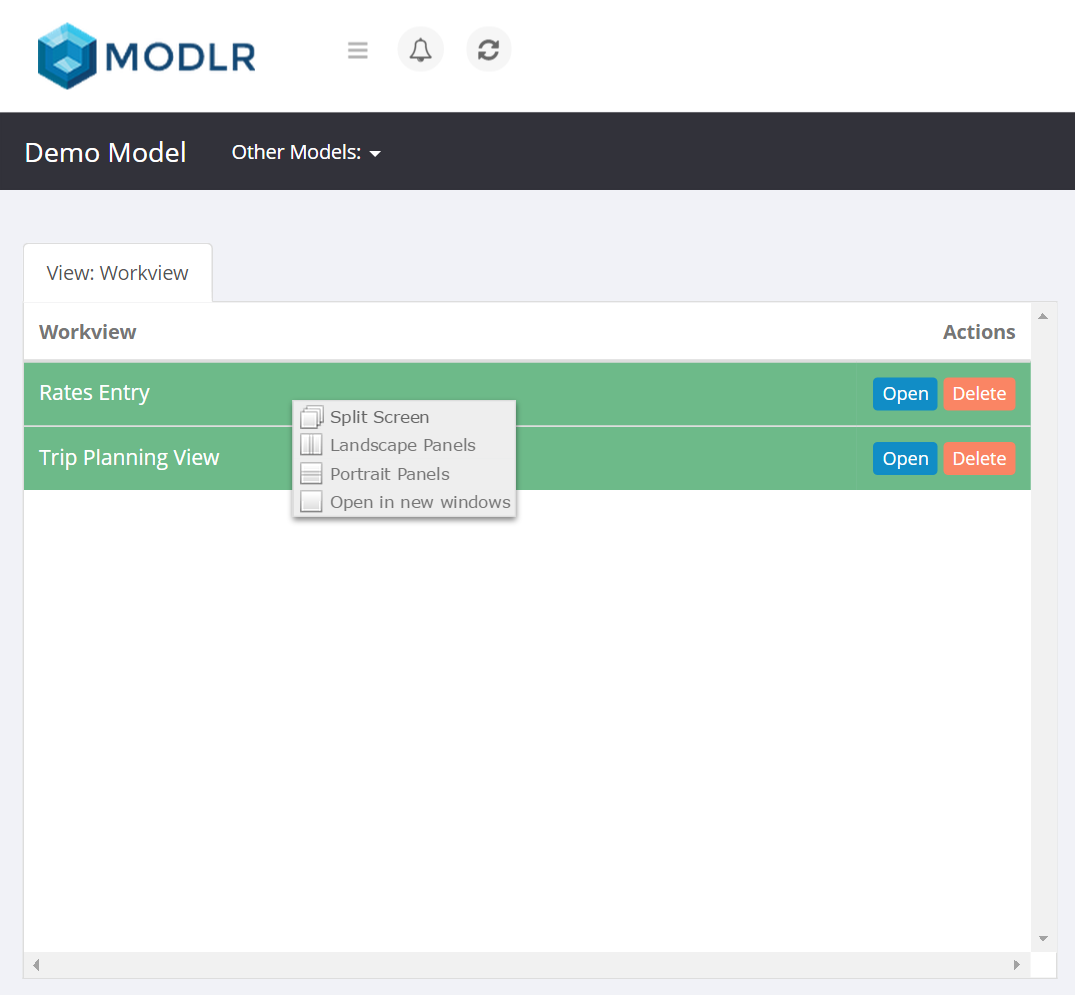 MODLR
Demo Model Other Models:
View: Workview
Workview Actions
Rates Entry Open Delete
Split Screen
Landscape Panels
Trip Planning View Open Delete
Portrait Panels
Open in new windows